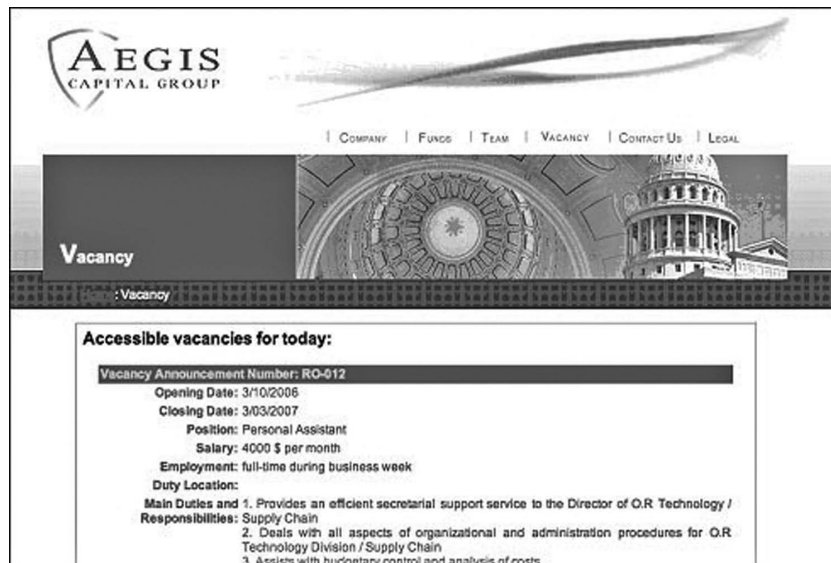 AEGIS
CAPITAL GROUP
| COMPANY | FUNDS | TEAM | VACANCY | CONTACT US | LEGAL
Vacancy
: Vacancy
Accessible vacancies for today:
Vacancy Announcement Number: RO-012
Opening Date: 3/10/2006
Closing Date: 3/03/2007
Position: Personal Assistant
Salary: 4000 $ per month
Employment: full-time during business week
Duty Location:
Main Duties and 1. Provides an efficient secretarial support service to the Director of O.R Technology /
Responsibilities: Supply Chain
2. Deals with all aspects of organizational and administration procedures for O.R
Technology Division / Supply Chain
3. Assists with budgetary control and analysis of costs